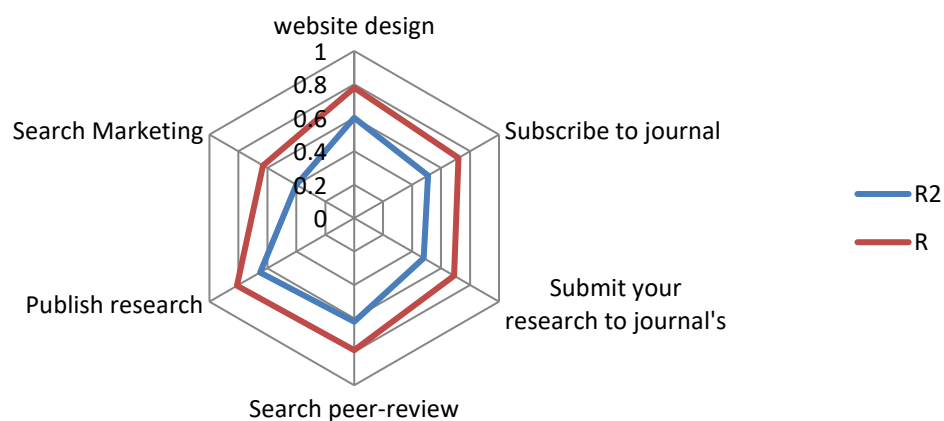 website design
1
0.8
0.6
0.4
0.2
0
Search Marketing
Subscribe to journal
R2
R
Publish research
Submit your
research to journal's
Search peer-review